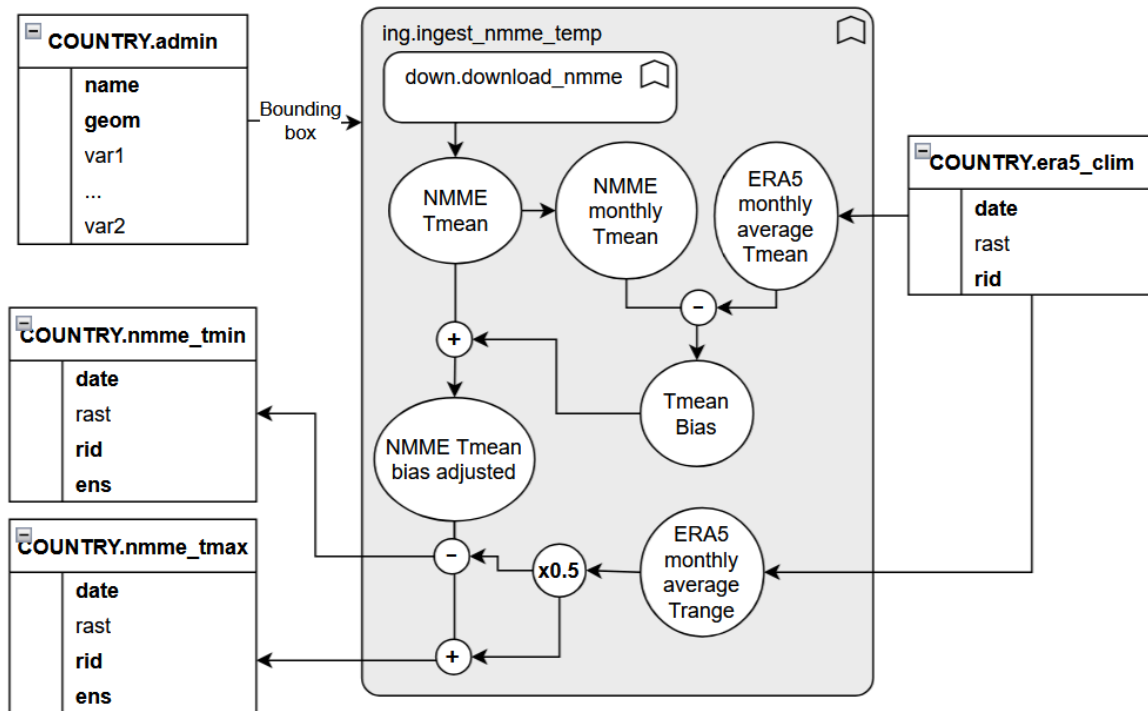 COUNTRY.admin
name
geom
var1
...
var2
Bounding
box
ing.ingest_nmme_temp
down.download_nmme
NMME
Tmean
NMME
monthly
Tmean
ERA5
monthly
average
Tmean
COUNTRY.era5_clim
date
rast
rid
-
+
Tmean
Bias
NMME Tmean
bias adjusted
COUNTRY.nmme_tmin
date
rast
rid
ens
-
x0.5
ERA5
monthly
average
Trange
+
COUNTRY.nmme_tmax
date
rast
rid
ens